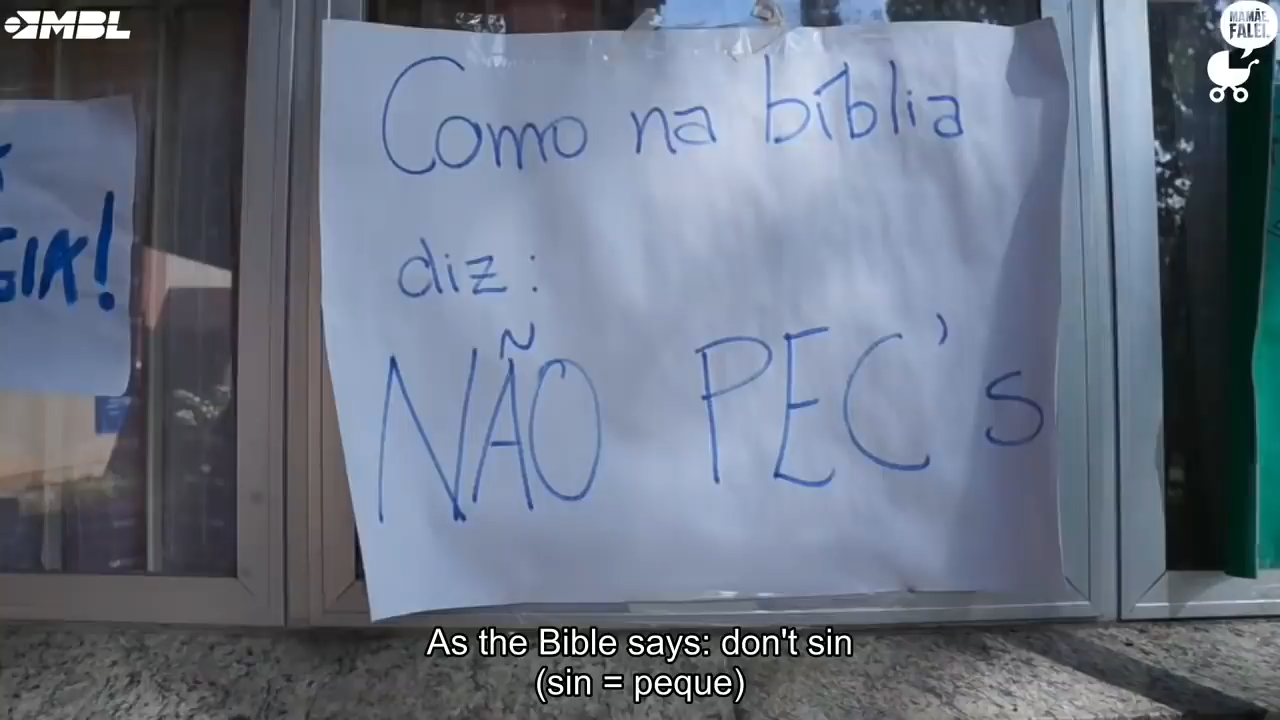 MBL
MAMÃE,
FALEI.
Como na bíblia
diz:
NÃO PEC's
As the Bible says: don't sin
(sin = peque)